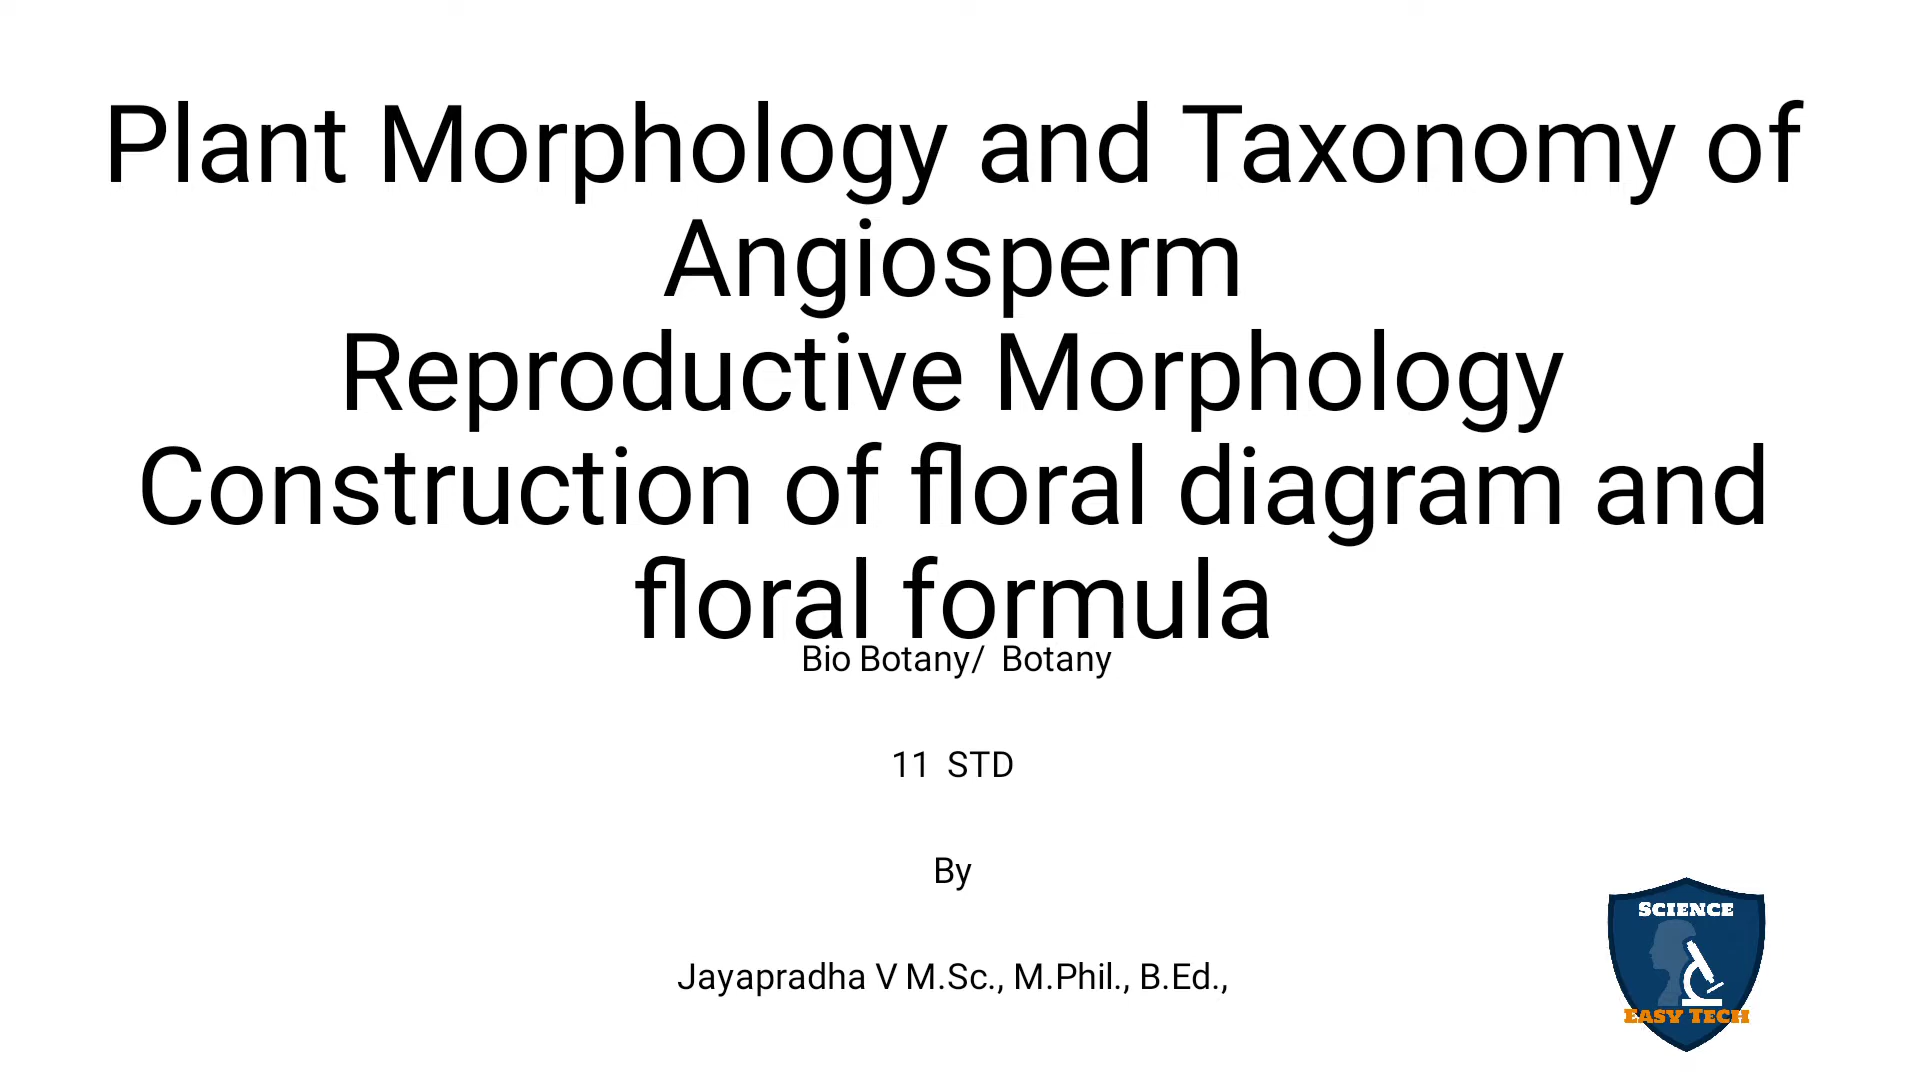 Plant Morphology and Taxonomy of
Angiosperm
Reproductive Morphology
Construction of floral diagram and
floral formula
Bio Botany/ Botany
11 STD
By
Jayapradha V M.Sc., M.Phil., B.Ed.,
SCIENCE
EASY TECH